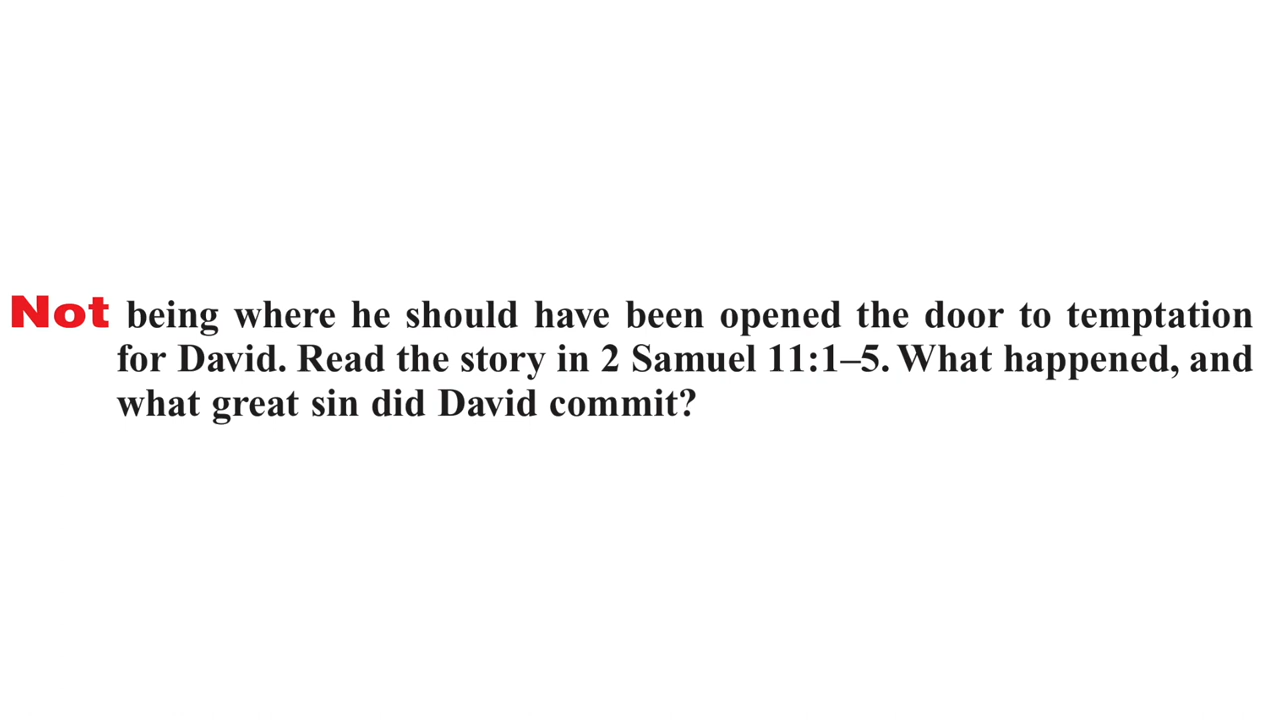 Not being where he should have been opened the door to temptation
for David. Read the story in 2 Samuel 11:1–5. What happened, and
what great sin did David commit?